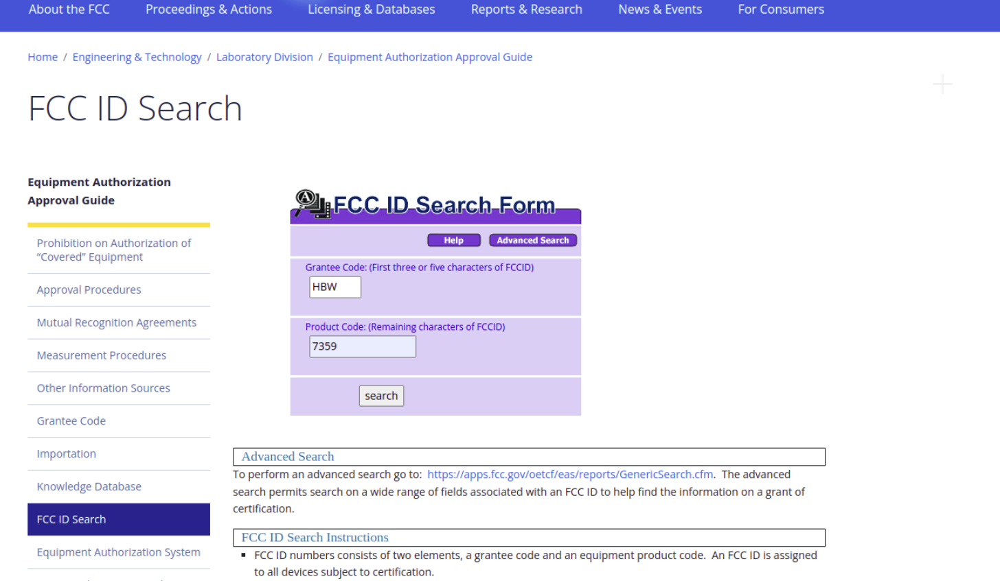 About the FCC Proceedings & Actions Licensing & Databases Reports & Research News & Events For Consumers
Home / Engineering & Technology / Laboratory Division / Equipment Authorization Approval Guide
FCC ID Search
Equipment Authorization
Approval Guide
Prohibition on Authorization of
“Covered” Equipment
Approval Procedures
Mutual Recognition Agreements
Measurement Procedures
Other Information Sources
Grantee Code
Importation
Knowledge Database
FCC ID Search
Equipment Authorization System
FCC ID Search Form
Help Advanced Search
Grantee Code: (First three or five characters of FCCID)
HBW
Product Code: (Remaining characters of FCCID)
7359
search
Advanced Search
To perform an advanced search go to: https://apps.fcc.gov/oetcf/eas/reports/GenericSearch.cfm. The advanced
search permits search on a wide range of fields associated with an FCC ID to help find the information on a grant of
certification.
FCC ID Search Instructions
▪ FCC ID numbers consists of two elements, a grantee code and an equipment product code. An FCC ID is assigned
to all devices subject to certification.